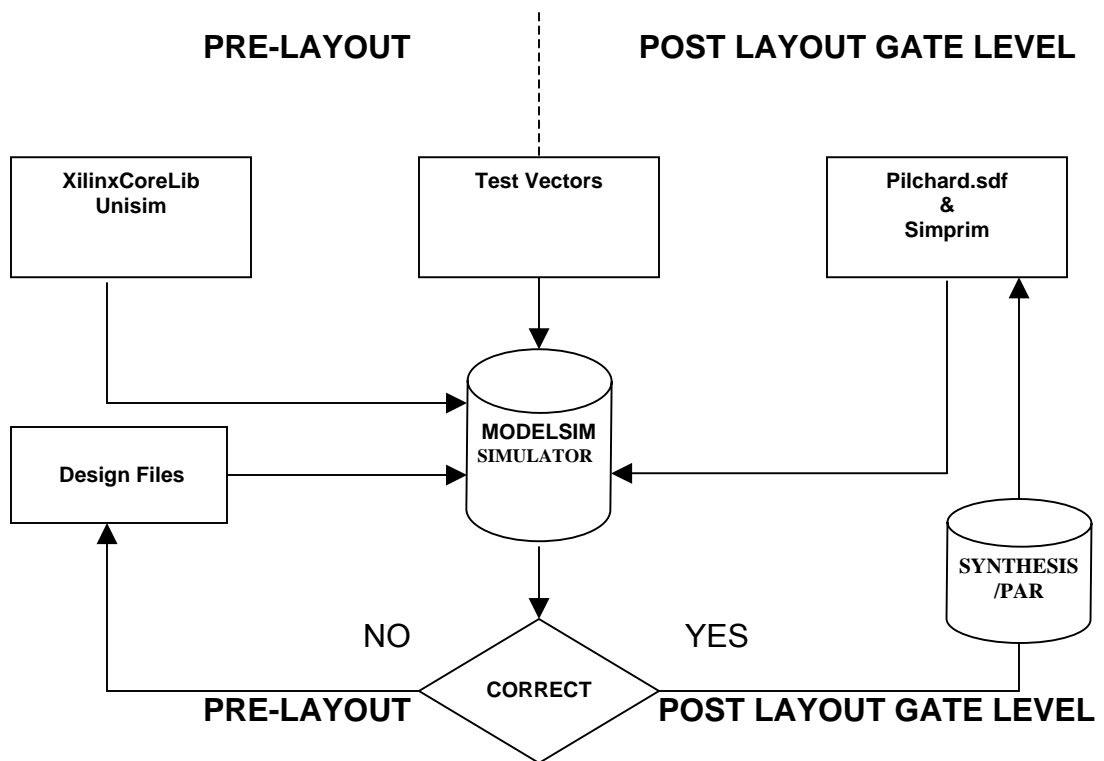 PRE-LAYOUT
POST LAYOUT GATE LEVEL
XilinxCoreLib
Unisim
Test Vectors
Pilchard.sdf
&
Simprim
MODELSIM
SIMULATOR
Design Files
SYNTHESIS
/PAR
NO
YES
CORRECT
PRE-LAYOUT
POST LAYOUT GATE LEVEL